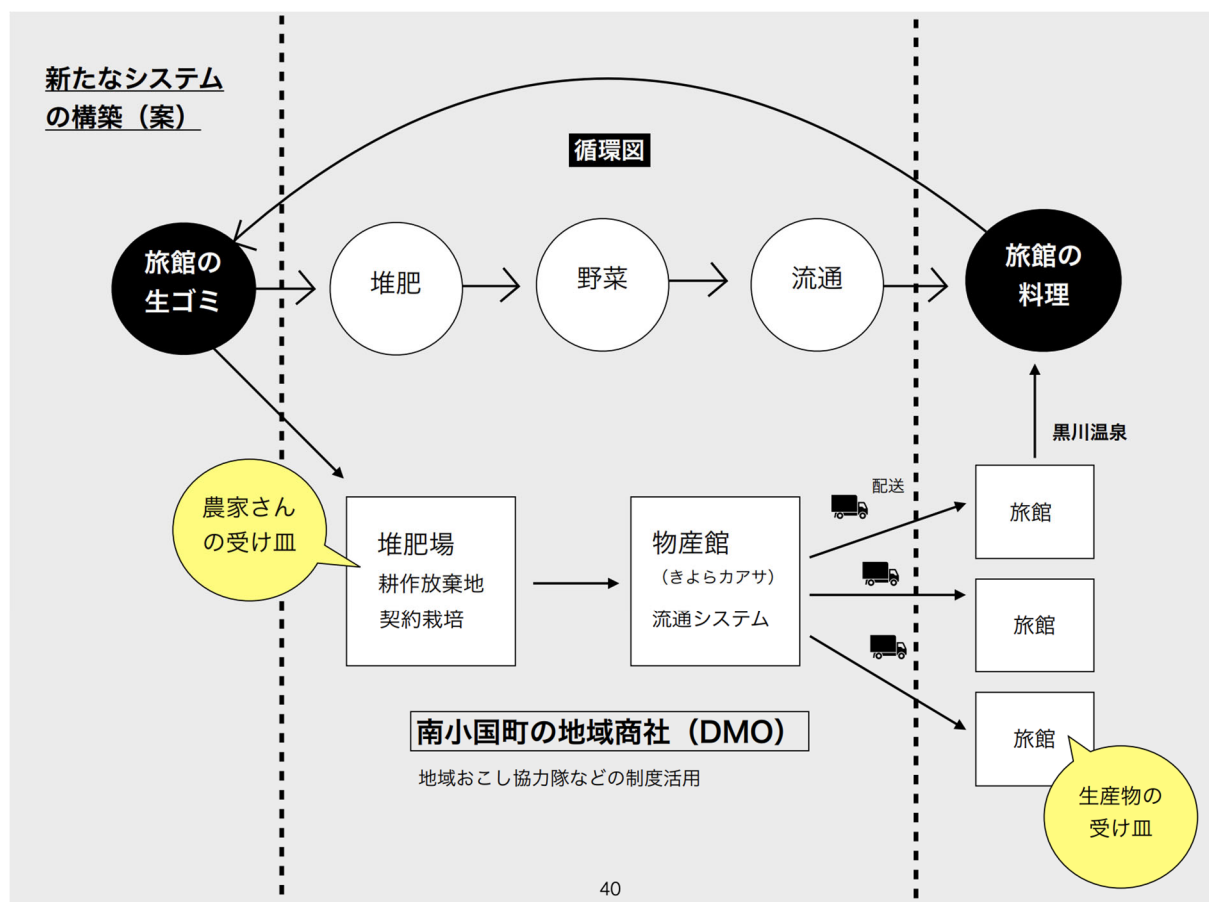 新たなシステム
の構築（案）
循環図
旅館の
生ゴミ
堆肥
野菜
流通
旅館の
料理
黒川温泉
農家さん
の受け皿
堆肥場
耕作放棄地
契約栽培
物産館
（きよらカアサ）
流通システム
配送
旅館
旅館
旅館
南小国町の地域商社（DMO）
地域おこし協力隊などの制度活用
生産物の
受け皿
40